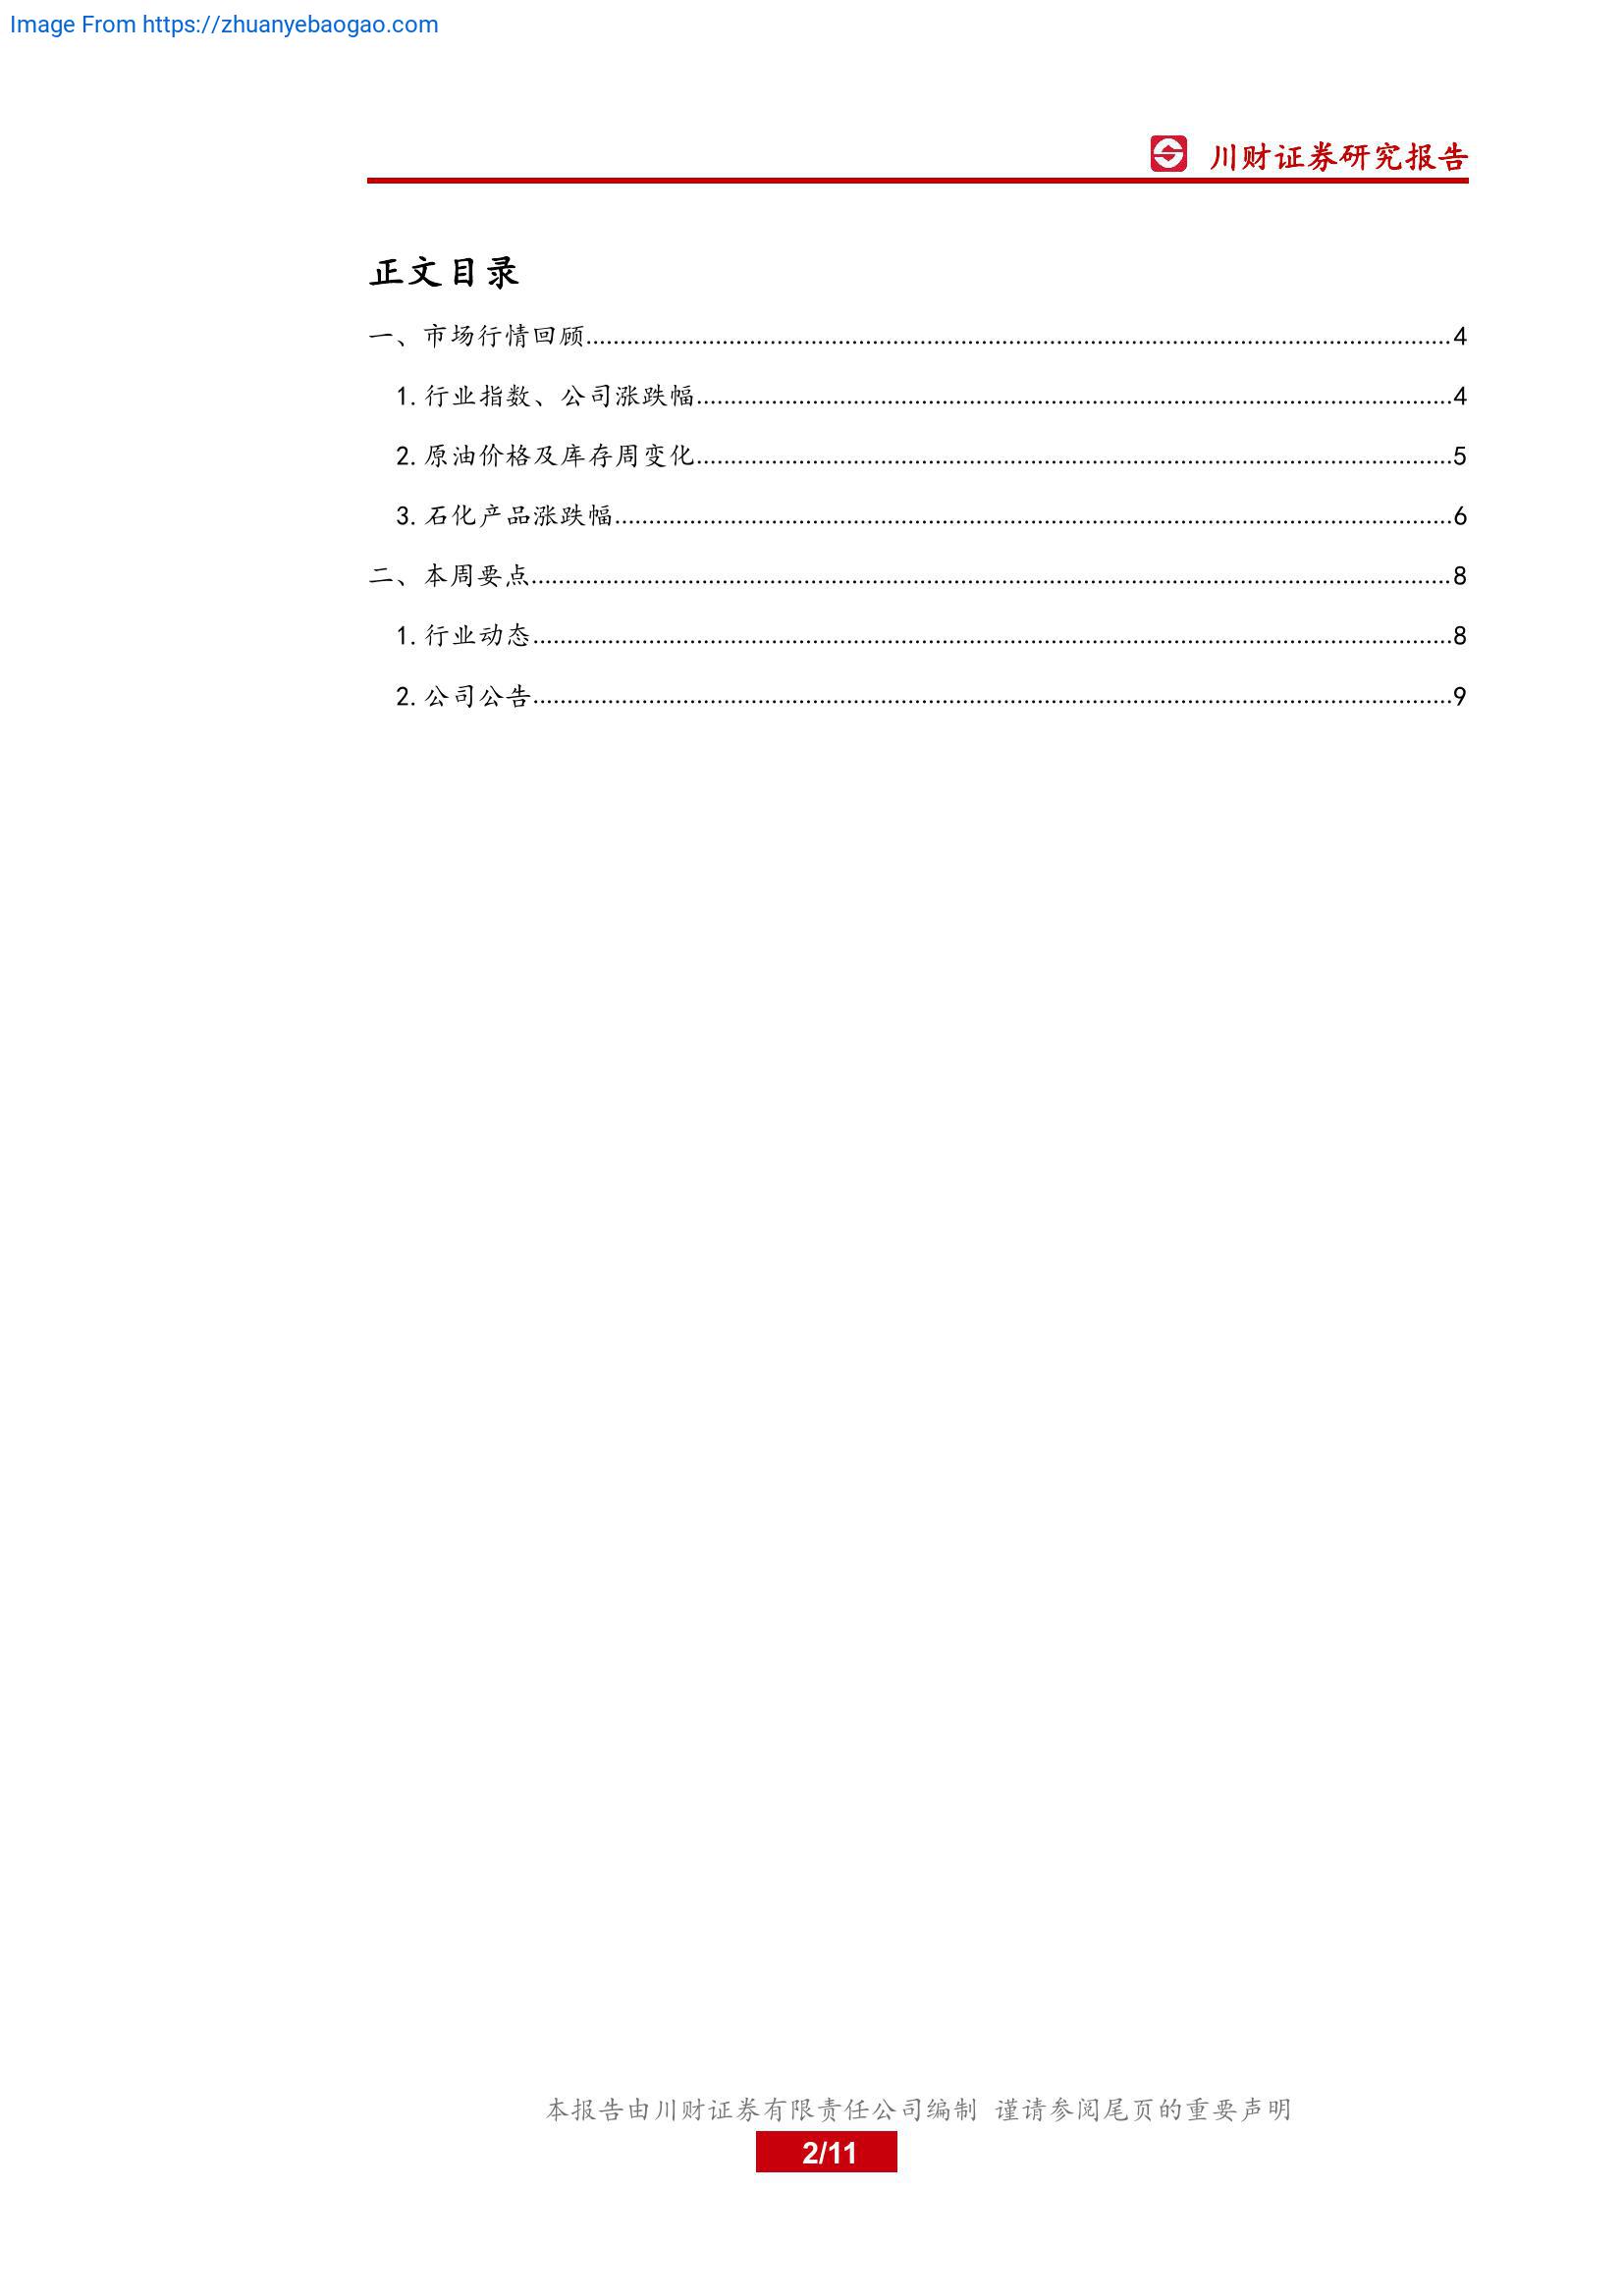 Image From https://zhuanyebaogao.com
川财证券研究报告
正文目录
一、市场行情回顾................................4
1.行业指数、公司涨跌幅................................4
2.原油价格及库存周变化................................5
3.石化产品涨跌幅................................6
二、本周要点................................8
1.行业动态................................8
2.公司公告................................9
本报告由川财证券有限责任公司编制 谨请参阅尾页的重要声明
2/11